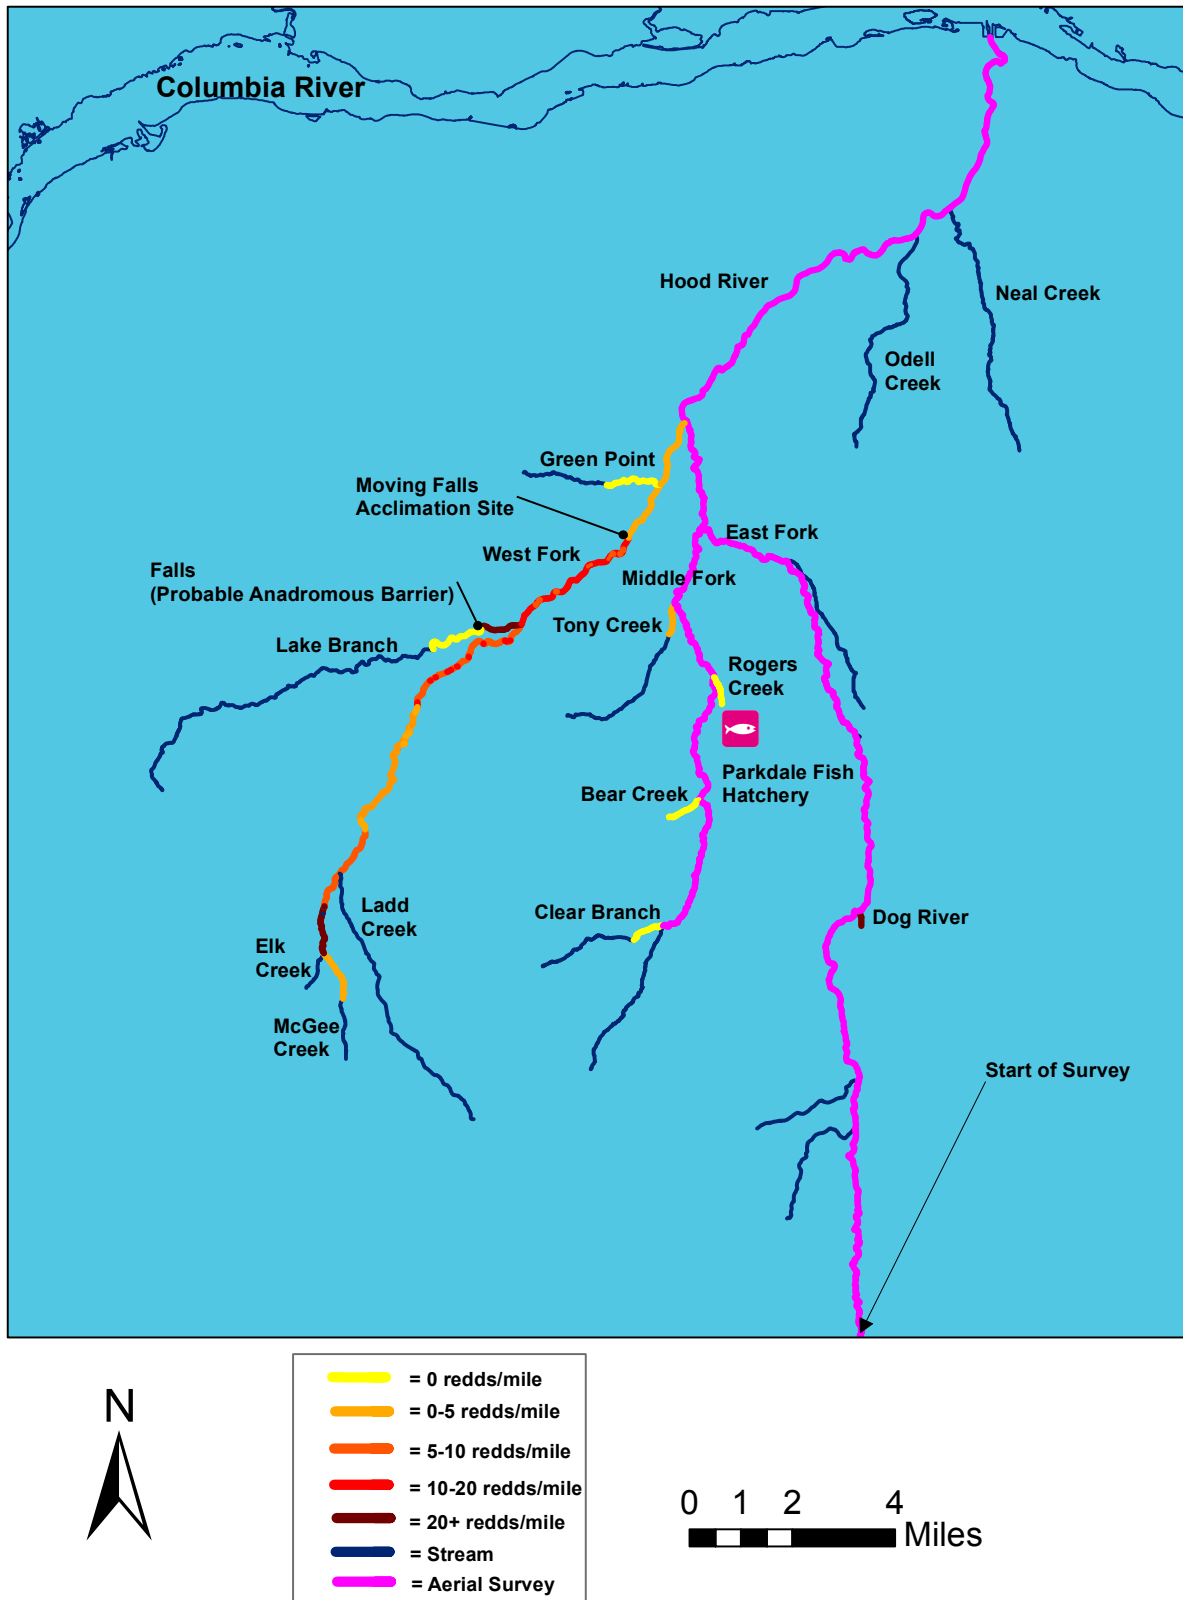 Columbia River
Hood River
Neal Creek
Odell
Creek
Green Point
Moving Falls
Acclimation Site
East Fork
West Fork
Middle Fork
Falls
(Probable Anadromous Barrier)
Tony Creek
Lake Branch
Rogers
Creek
Parkdale Fish
Hatchery
Bear Creek
Clear Branch
Ladd
Creek
Dog River
Elk
Creek
McGee
Creek
Start of Survey
N
= 0 redds/mile
= 0-5 redds/mile
= 5-10 redds/mile
= 10-20 redds/mile
= 20+ redds/mile
= Stream
= Aerial Survey
0 1 2 4
Miles